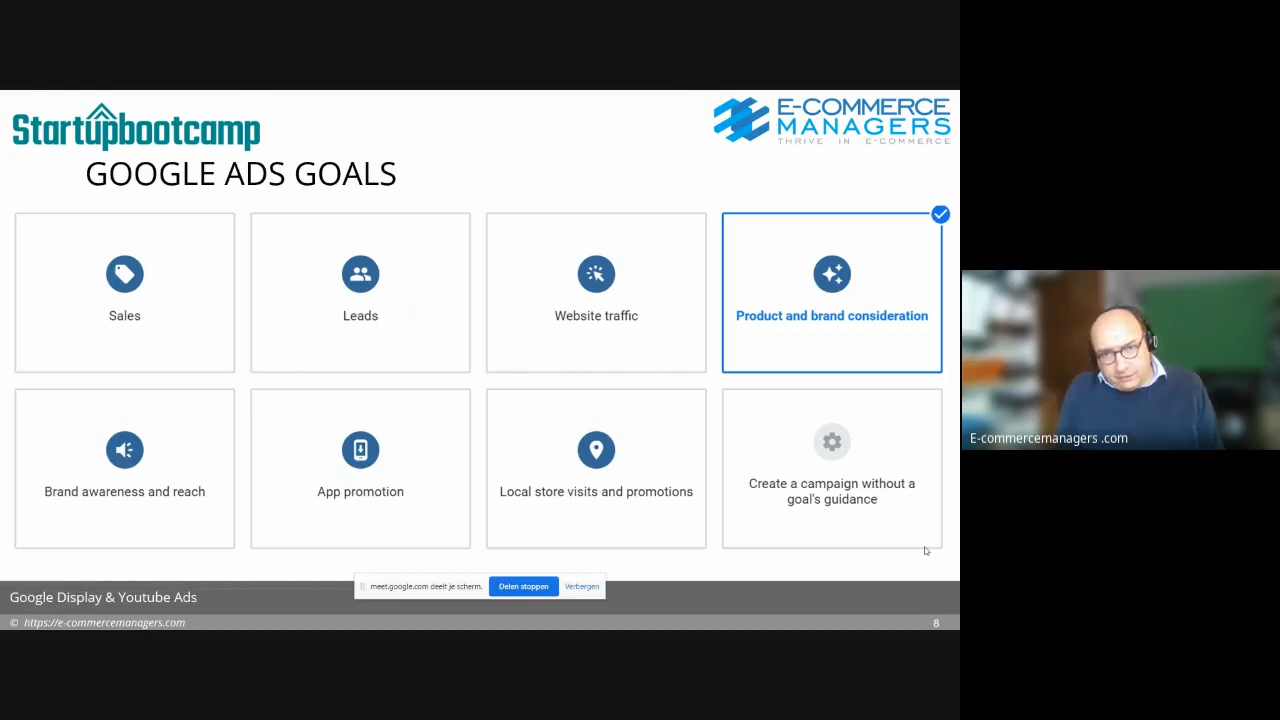 Startupbootcamp
E-COMMERCE
MANAGERS
THRIVE IN E-COMMERCE
GOOGLE ADS GOALS
Sales
Leads
Website traffic
Product and brand consideration
Brand awareness and reach
App promotion
Local store visits and promotions
Create a campaign without a
goal's guidance
meet.google.com deelt je scherm.
Delen stoppen
Verbergen
Google Display & Youtube Ads
© https://e-commercemanagers.com
8
E-commercemanagers .com